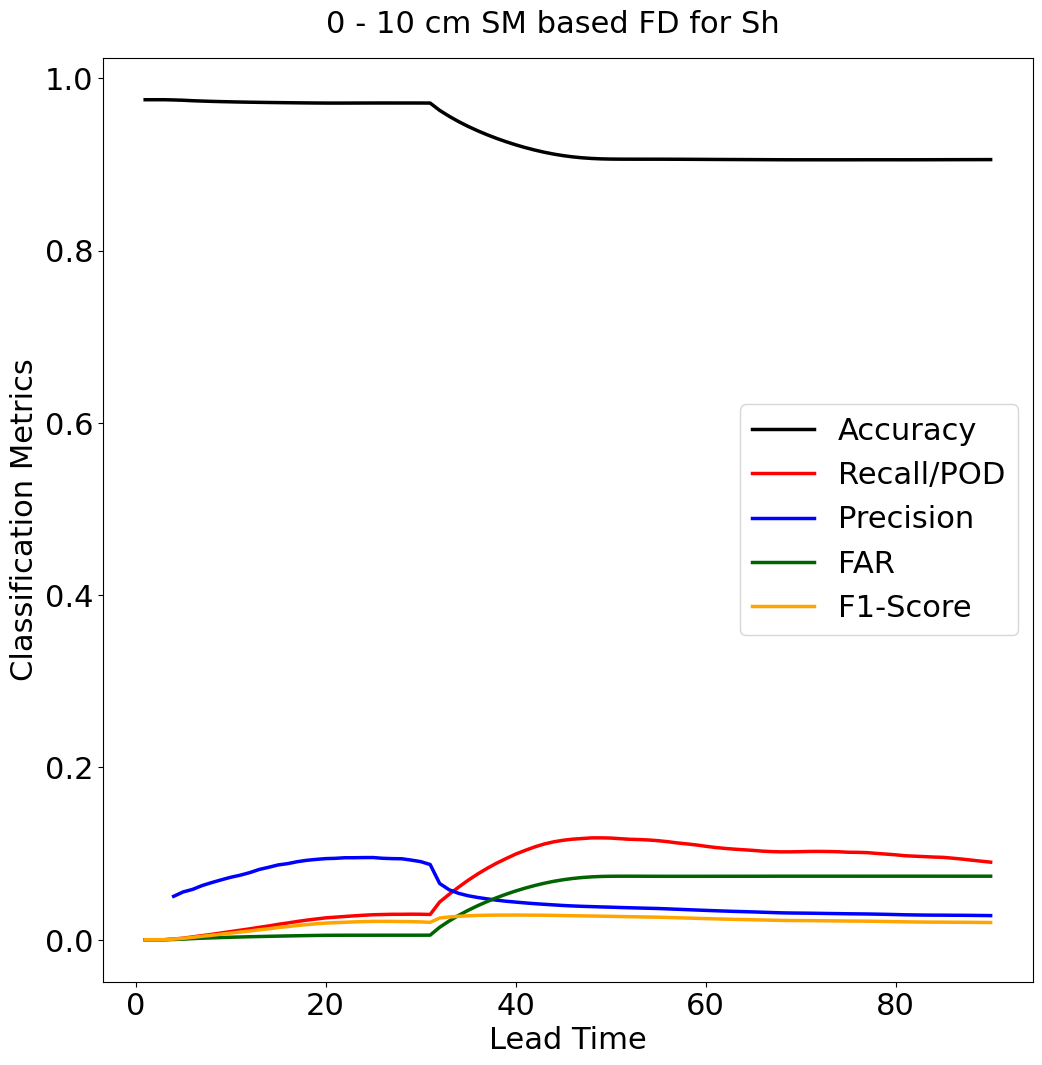 0 - 10 cm SM based FD for Sh
1.0
0.8
0.6
0.4
0.2
0.0
Classification Metrics
Accuracy
Recall/POD
Precision
FAR
F1-Score
0 20 40 60 80
Lead Time